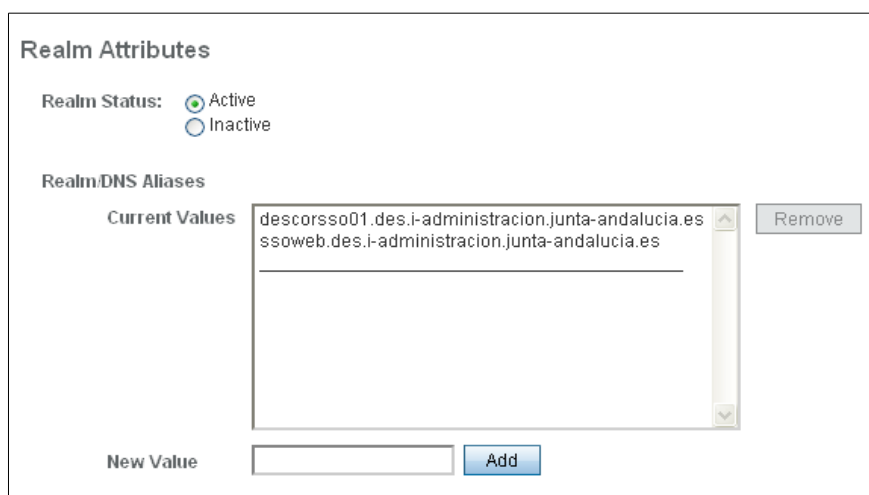 Realm Attributes
Realm Status: Active
Inactive
Realm/DNS Aliases
Current Values descorsso01.des.i-administracion.junta-andalucia.es Remove
ssoweb.des.i-administracion.junta-andalucia.es
New Value Add